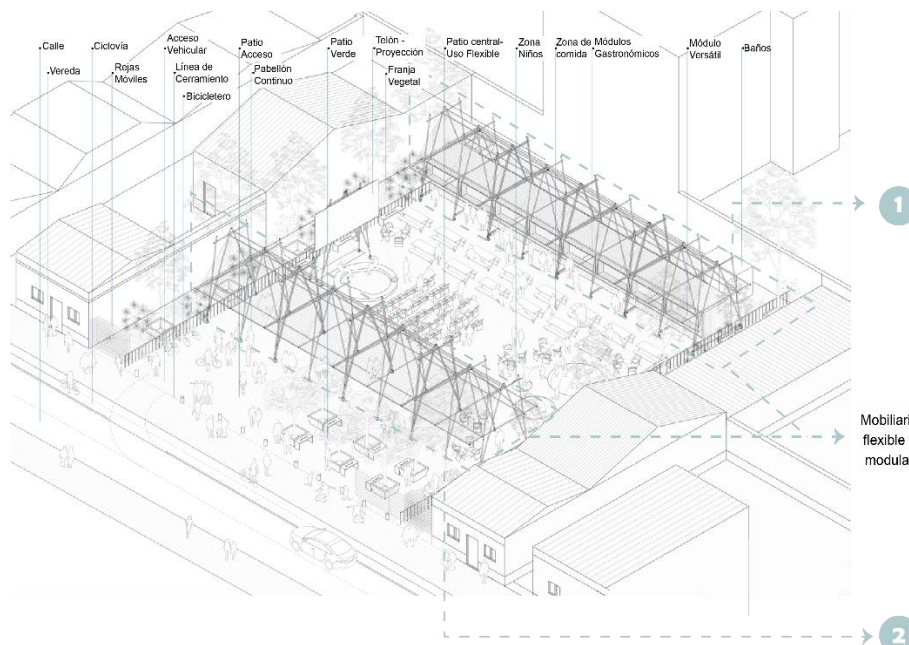 Calle
Vereda
Ciclovía
Rojas
Móviles
Acceso
Vehicular
Línea de
Cerramiento
Bicicletero
Patio
Acceso
Pabellón
Continuo
Patio
Verde
Telón -
Proyección
Franja
Vegetal
Patio central-
Uso Flexible
Zona
Niños
Zona de
comida
Módulos
Gastronómicos
Módulo
Versátil
Baños
1
Mobiliari
flexible
modula
2